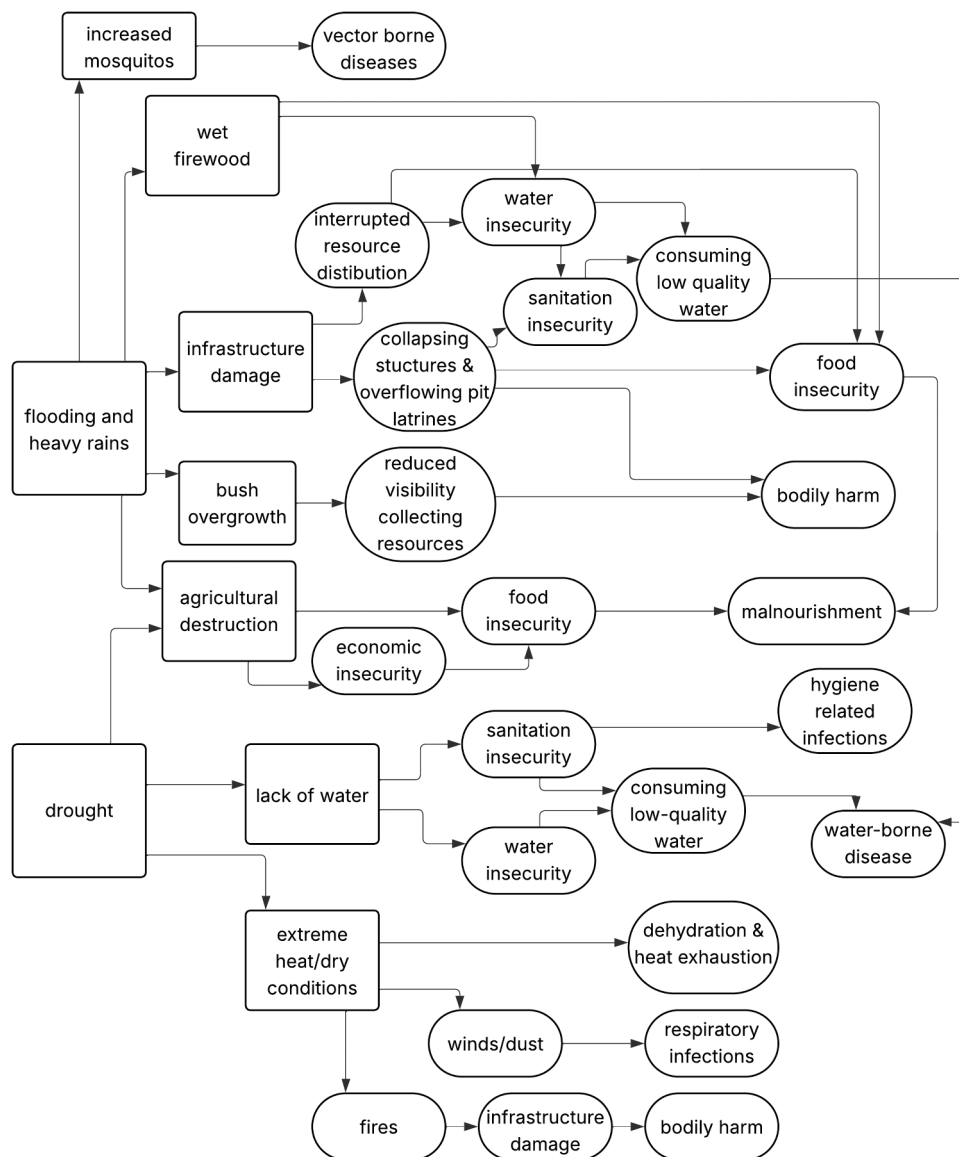 increased
mosquitos
vector borne
diseases
wet
firewood
water
insecurity
interrupted
resource
distibution
consuming
low quality
water
sanitation
insecurity
infrastructure
damage
collapsing
stuctures &
overflowing pit
latrines
food
insecurity
flooding and
heavy rains
bush
overgrowth
reduced
visibility
collecting
resources
bodily harm
agricultural
destruction
food
insecurity
malnourishment
economic
insecurity
hygiene
related
infections
sanitation
insecurity
drought
lack of water
consuming
low-quality
water
water
insecurity
water-borne
disease
extreme
heat/dry
conditions
dehydration &
heat exhaustion
winds/dust
respiratory
infections
fires
infrastructure
damage
bodily harm